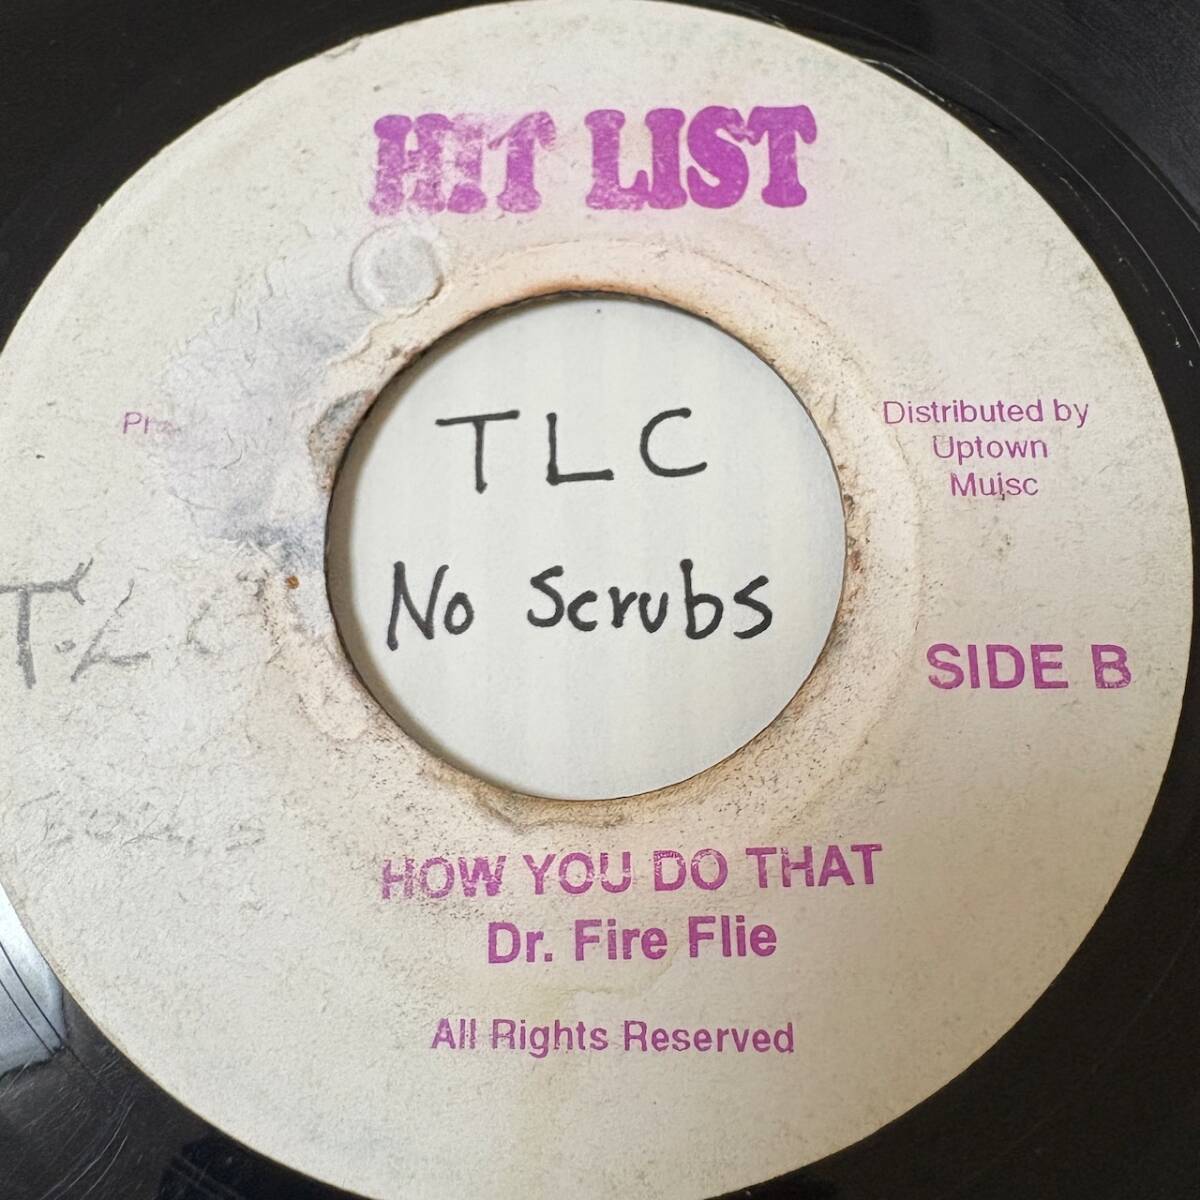 HIT LIST
Distributed by
Uptown
Mujsc
TLC
No Scrubs
T.L.C
SIDE B
HOW YOU DO THAT
Dr. Fire Flie
All Rights Reserved